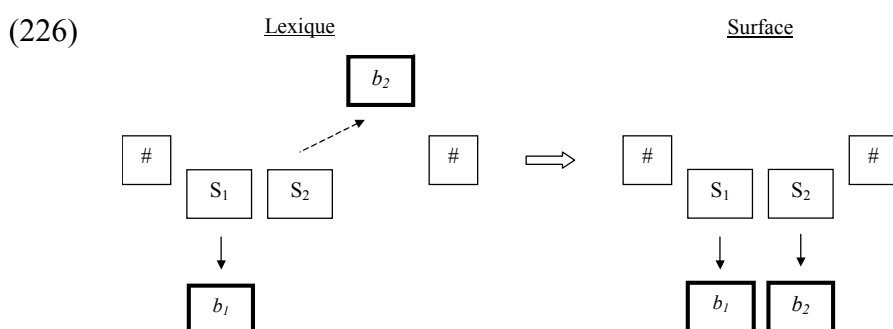 (226) Lexique Surface
b₂
# # # #
S₁ S₂ S₁ S₂
b₁ b₁ b₂